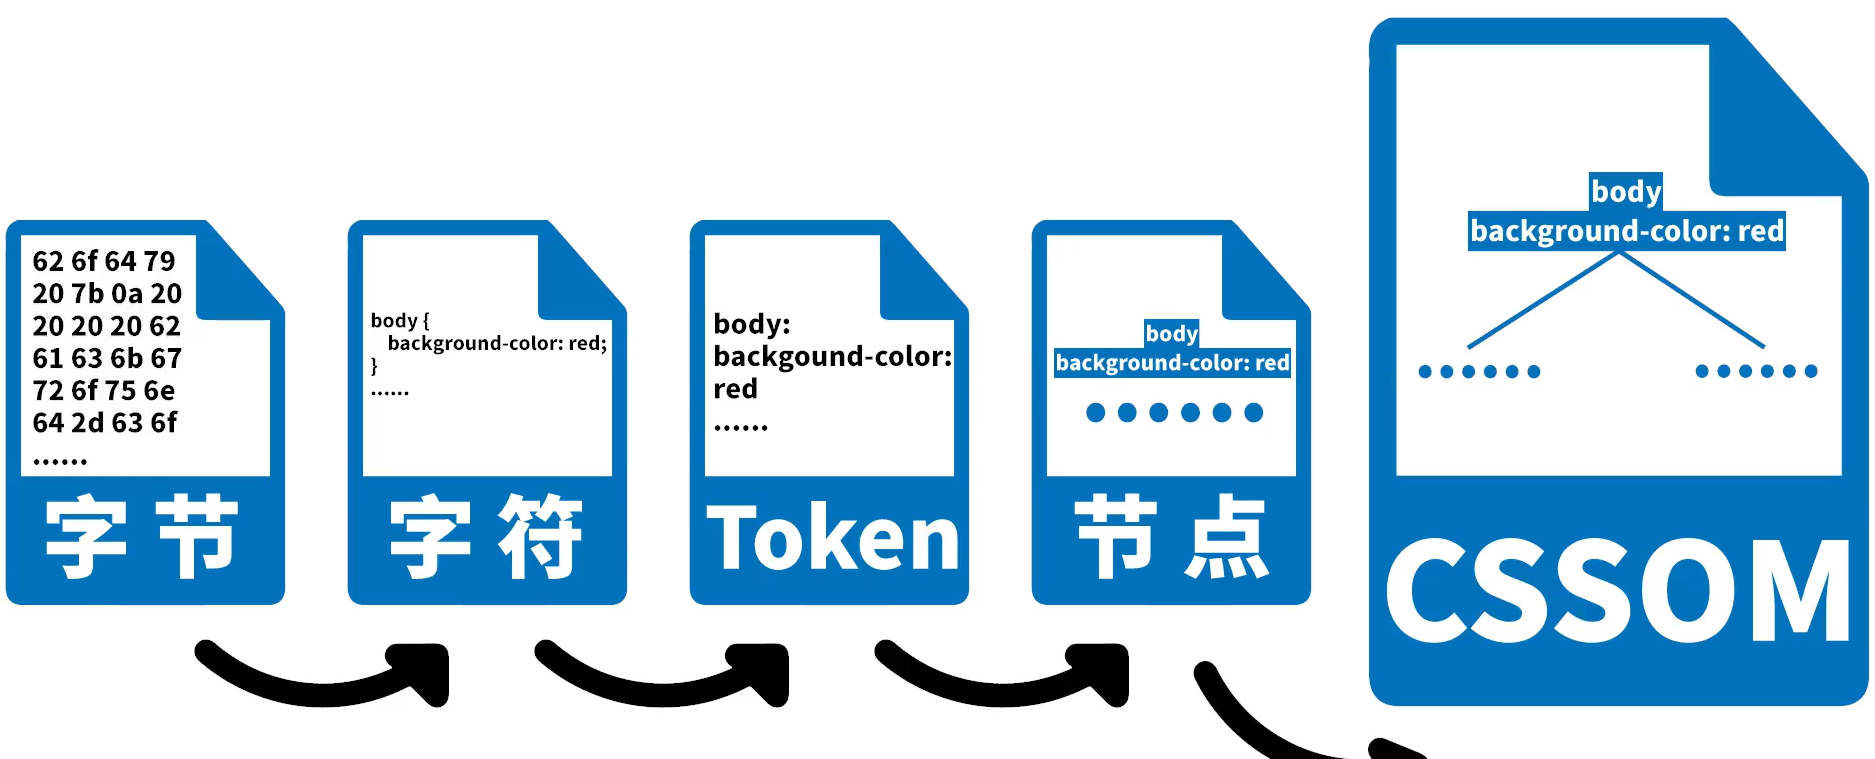 62 6f 64 79
20 7b 0a 20
20 20 20 62
61 63 6b 67
72 6f 75 6e
64 2d 63 6f
......
字节
body {
background-color: red;
}
......
字符
body:
backgound-color:
red
......
Token
body
background-color: red
节点
body
background-color: red
CSSOM